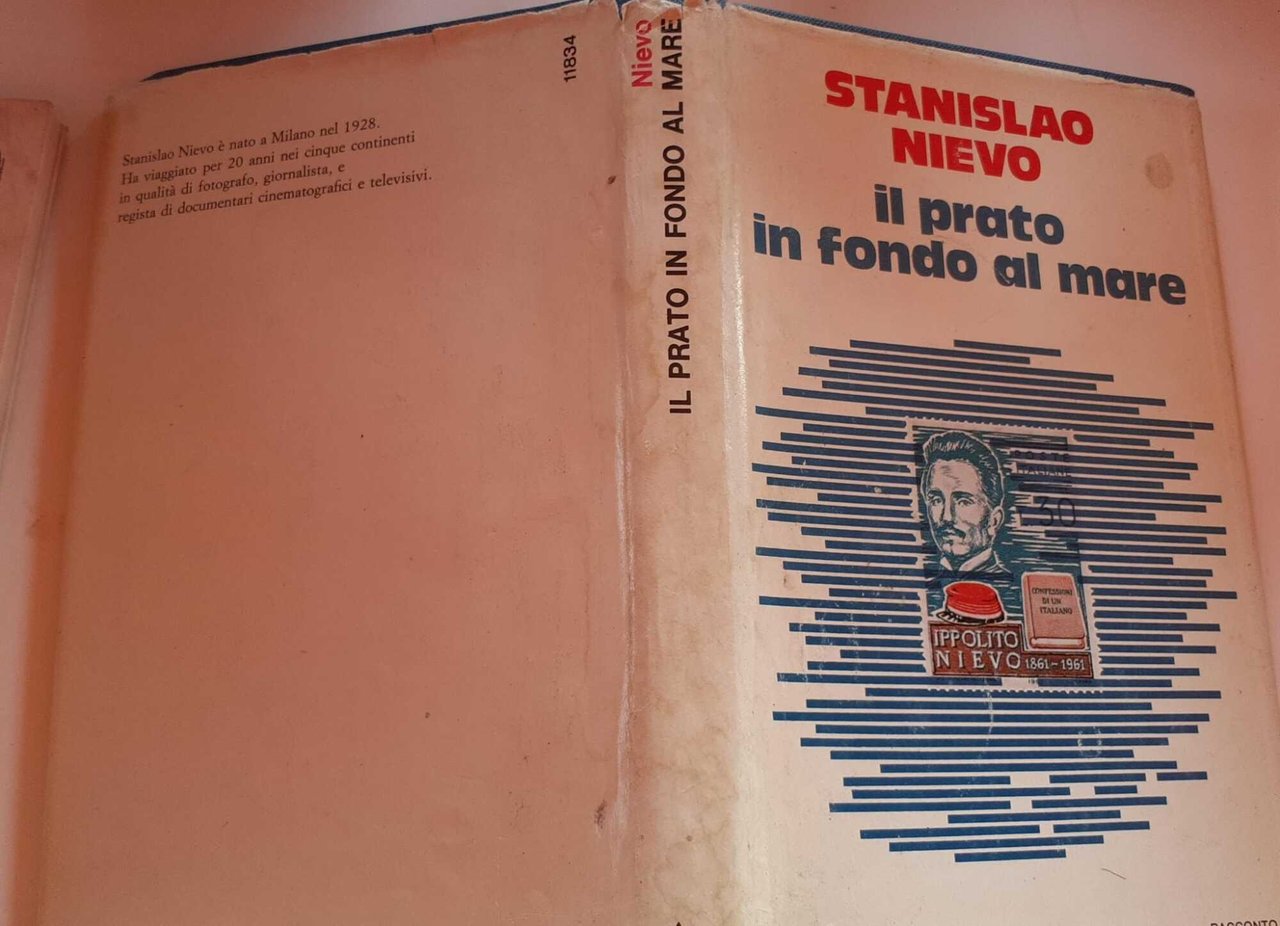 Stanislao Nievo è nato a Milano nel 1928.
Ha viaggiato per 20 anni nei cinque continenti
in qualità di fotografo, giornalista, e
regista di documentari cinematografici e televisivi.
11834
Nievo
IL PRATO IN FONDO AL MARE
STANISLAO
NIEVO
il prato
in fondo al mare
POSTE
ITALIANE
L.30
CONFESSIONI
DI UN
ITALIANO
IPPOLITO
NIEVO 1861-1961
RACCONTO